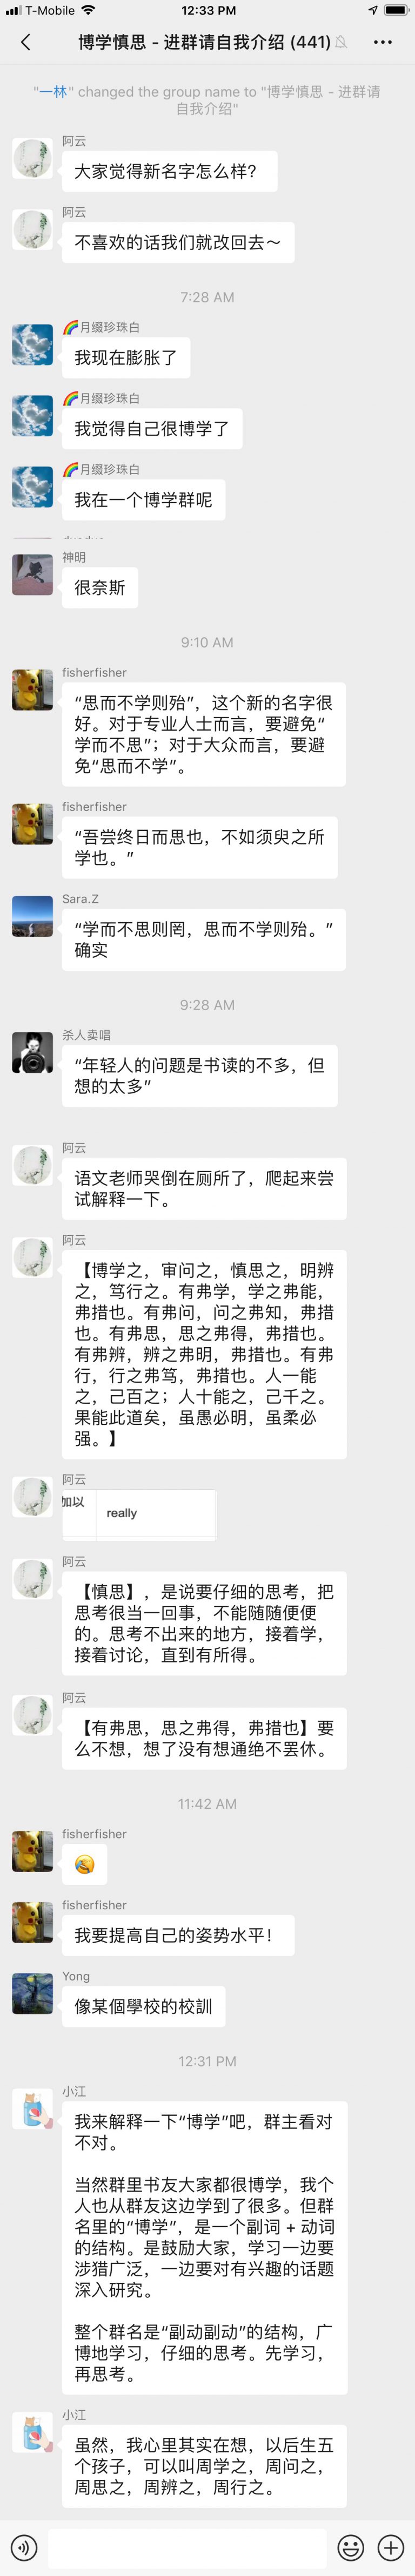 T-Mobile 12:33 PM
博学慎思 - 进群请自我介绍 (441)
"一林" changed the group name to "博学慎思 - 进群请
自我介绍"
阿云
大家觉得新名字怎么样？
阿云
不喜欢的话我们就改回去～
7:28 AM
🌈月缀珍珠白
我现在膨胀了
🌈月缀珍珠白
我觉得自己很博学了
🌈月缀珍珠白
我在一个博学群呢
神明
很奈斯
9:10 AM
fisherfisher
“思而不学则殆”，这个新的名字很
好。对于专业人士而言，要避免“
学而不思”；对于大众而言，要避
免“思而不学”。
fisherfisher
“吾尝终日而思也，不如须臾之所
学也。”
Sara.Z
“学而不思则罔，思而不学则殆。”
确实
9:28 AM
杀人卖唱
“年轻人的问题是书读的不多，但
想的太多”
阿云
语文老师哭倒在厕所了，爬起来尝
试解释一下。
阿云
【博学之，审问之，慎思之，明辨
之，笃行之。有弗学，学之弗能，
弗措也。有弗问，问之弗知，弗措
也。有弗思，思之弗得，弗措也。
有弗辨，辨之弗明，弗措也。有弗
行，行之弗笃，弗措也。人一能
之，己百之；人十能之，己千之。
果能此道矣，虽愚必明，虽柔必
强。】
阿云
加以 really
阿云
【慎思】，是说要仔细的思考，把
思考很当一回事，不能随随便便
的。思考不出来的地方，接着学，
接着讨论，直到有所得。
阿云
【有弗思，思之弗得，弗措也】要
么不想，想了没有想通绝不罢休。
11:42 AM
fisherfisher
fisherfisher
我要提高自己的姿势水平！
Yong
像某個學校的校訓
12:31 PM
小江
我来解释一下“博学”吧，群主看对
不对。
当然群里书友大家都很博学，我个
人也从群友这边学到了很多。但群
名里的“博学”，是一个副词 + 动词
的结构。是鼓励大家，学习一边要
涉猎广泛，一边要对有兴趣的话题
深入研究。
整个群名是“副动副动”的结构，广
博地学习，仔细的思考。先学习，
再思考。
小江
虽然，我心里其实在想，以后生五
个孩子，可以叫周学之，周问之，
周思之，周辨之，周行之。